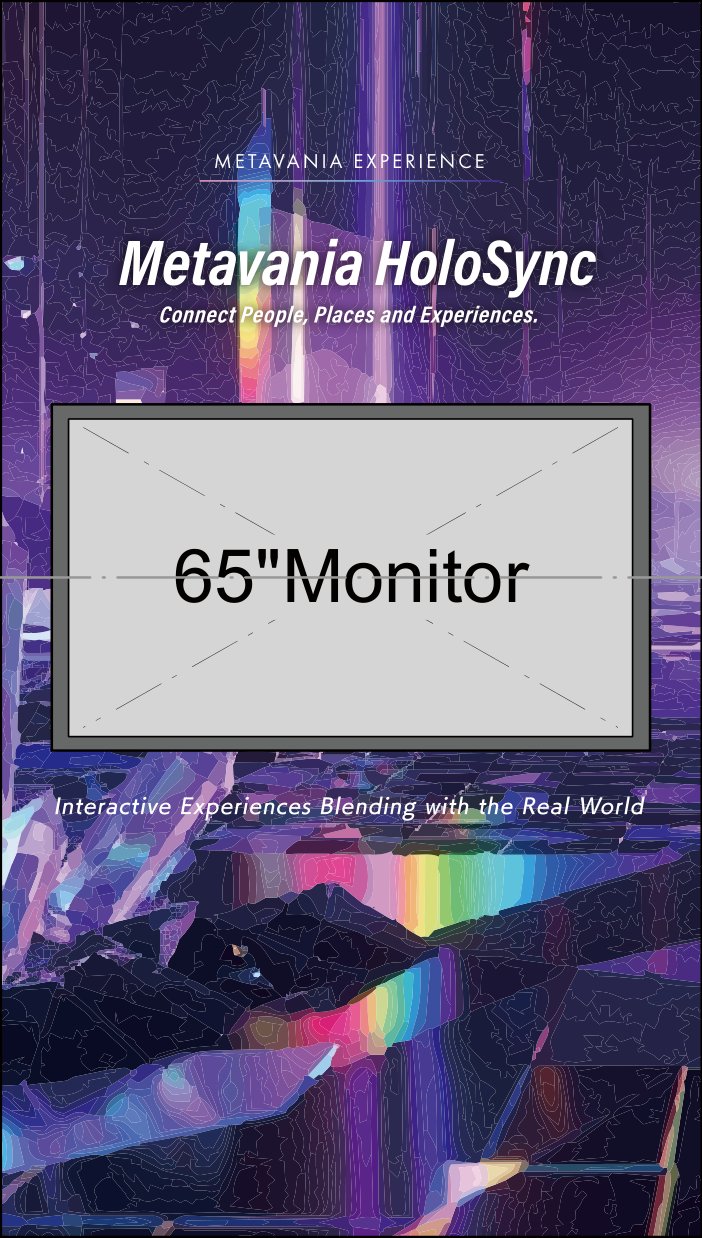 METAVANIA EXPERIENCE
Metavania HoloSync
Connect People, Places and Experiences.
65"Monitor
Interactive Experiences Blending with the Real World